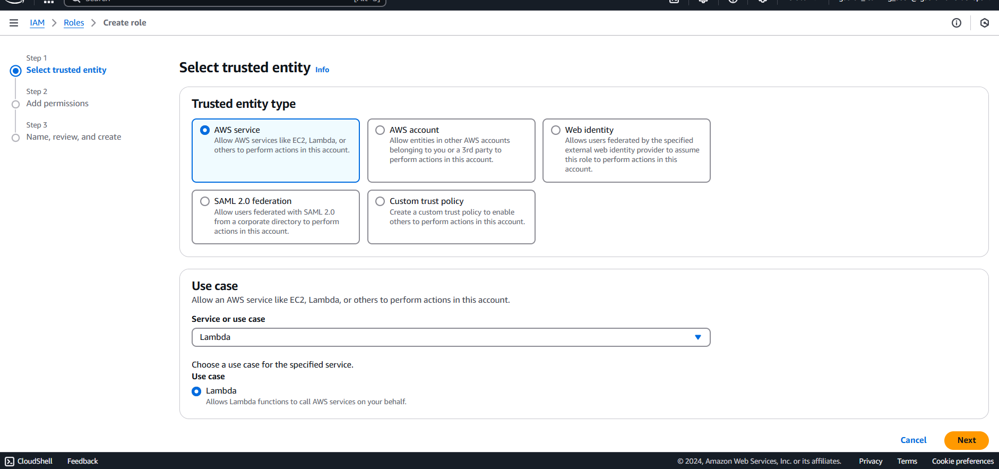 IAM > Roles > Create role
Step 1
Select trusted entity
Step 2
Add permissions
Step 3
Name, review, and create
Select trusted entity Info
Trusted entity type
AWS service
Allow AWS services like EC2, Lambda, or
others to perform actions in this account.
AWS account
Allow entities in other AWS accounts
belonging to you or a 3rd party to
perform actions in this account.
Web identity
Allows users federated by the specified
external web identity provider to assume
this role to perform actions in this
account.
SAML 2.0 federation
Allow users federated with SAML 2.0
from a corporate directory to perform
actions in this account.
Custom trust policy
Create a custom trust policy to enable
others to perform actions in this account.
Use case
Allow an AWS service like EC2, Lambda, or others to perform actions in this account.
Service or use case
Lambda
Choose a use case for the specified service.
Use case
Lambda
Allows Lambda functions to call AWS services on your behalf.
Cancel Next
CloudShell Feedback © 2024, Amazon Web Services, Inc. or its affiliates. Privacy Terms Cookie preferences